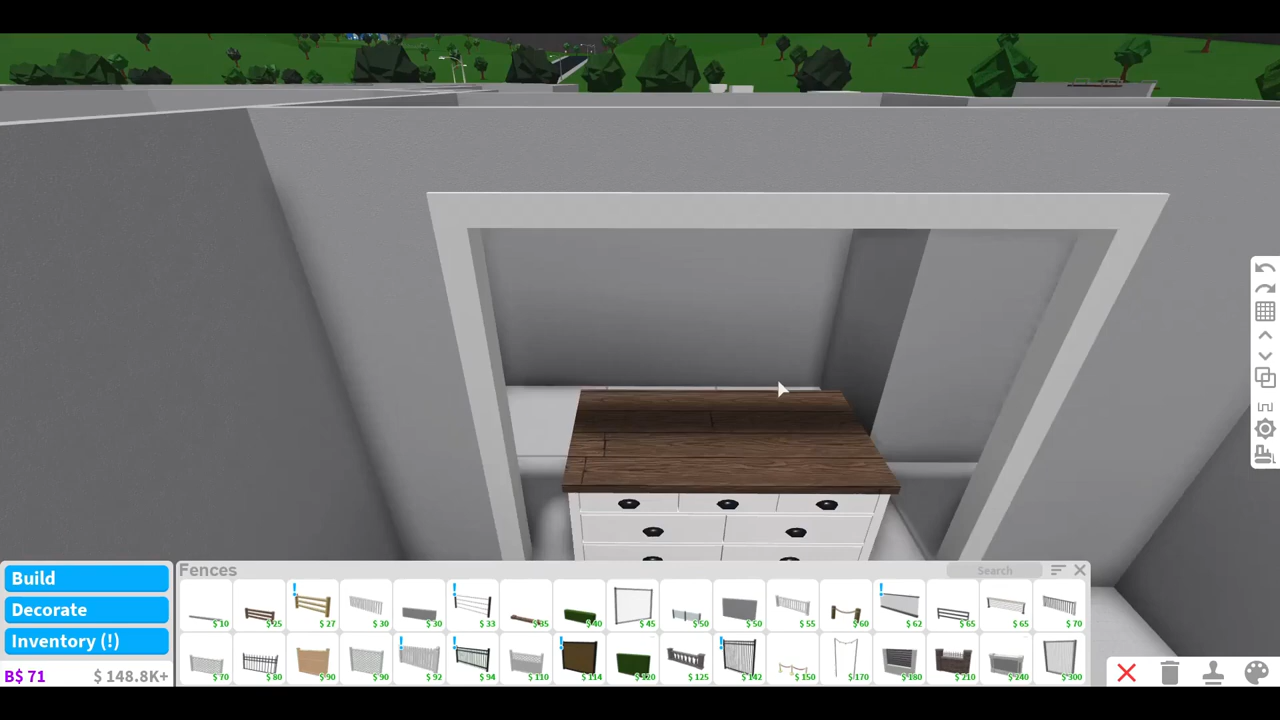 Fences
Search
Build
Decorate
Inventory (!)
B$ 71
$ 148.8K+
$10 $25 $27 $30 $30 $33 $35 $40 $45 $50 $50 $55 $60 $62 $65 $65 $70
$70 $80 $90 $90 $92 $94 $110 $114 $120 $125 $142 $150 $170 $180 $210 $240 $300